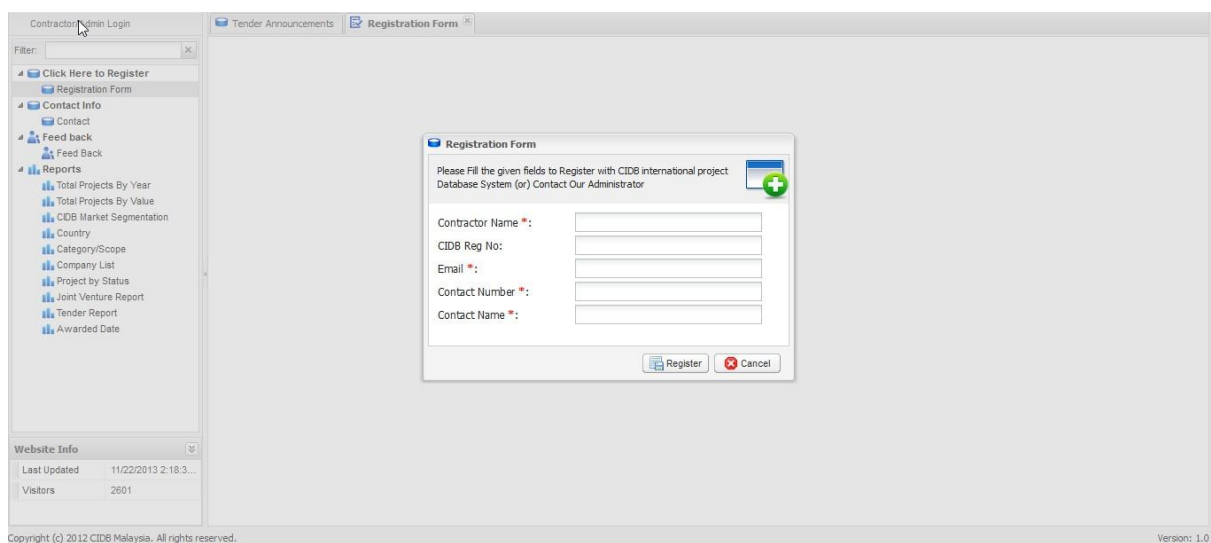 Contractor/Admin Login
Tender Announcements
Registration Form
Filter:
Click Here to Register
Registration Form
Contact Info
Contact
Feed back
Feed Back
Reports
Total Projects By Year
Total Projects By Value
CIDB Market Segmentation
Country
Category/Scope
Company List
Project by Status
Joint Venture Report
Tender Report
Awarded Date
Registration Form
Please Fill the given fields to Register with CIDB international project
Database System (or) Contact Our Administrator
Contractor Name *:
CIDB Reg No:
Email *:
Contact Number *:
Contact Name *:
Register
Cancel
Website Info
Last Updated 11/22/2013 2:18:3...
Visitors 2601
Copyright (c) 2012 CIDB Malaysia. All rights reserved.
Version: 1.0